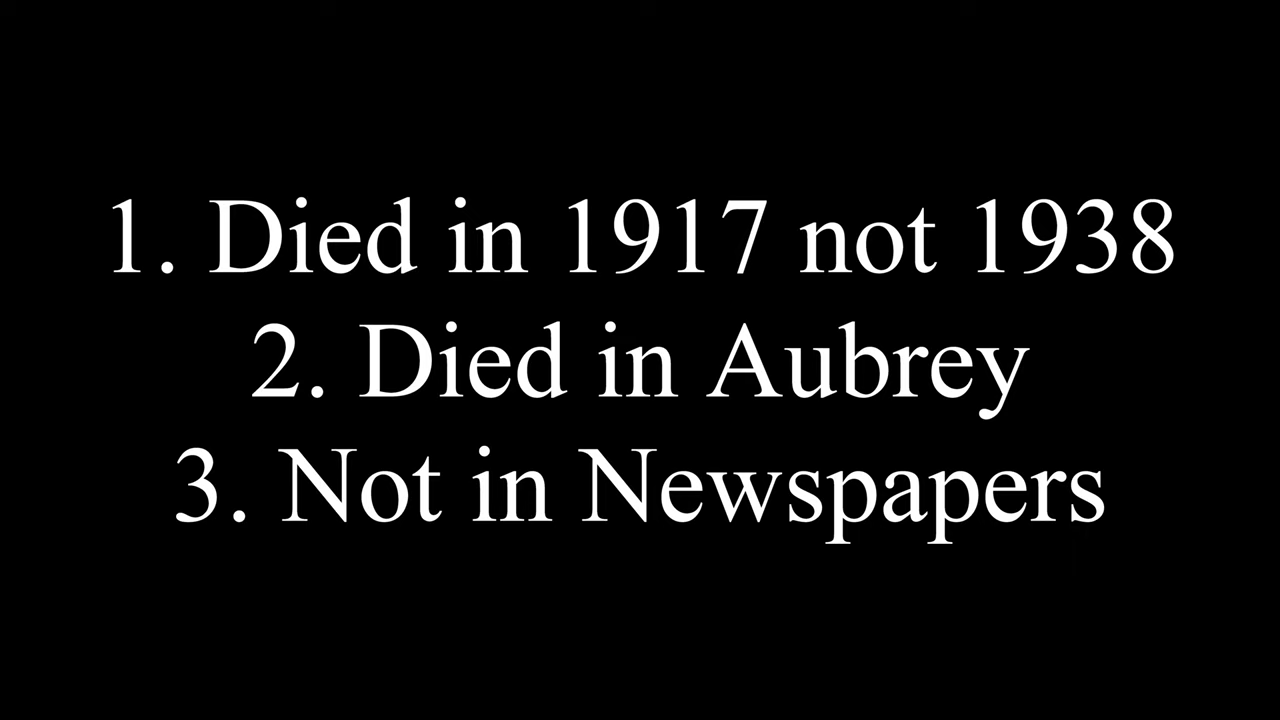 1. Died in 1917 not 1938
2. Died in Aubrey
3. Not in Newspapers